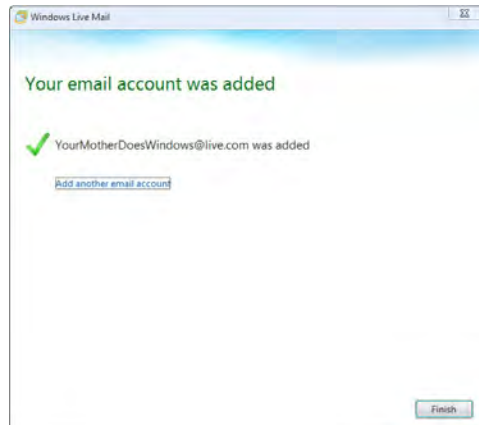 Windows Live Mail
Your email account was added
YourMotherDoesWindows@live.com was added
Add another email account
Finish